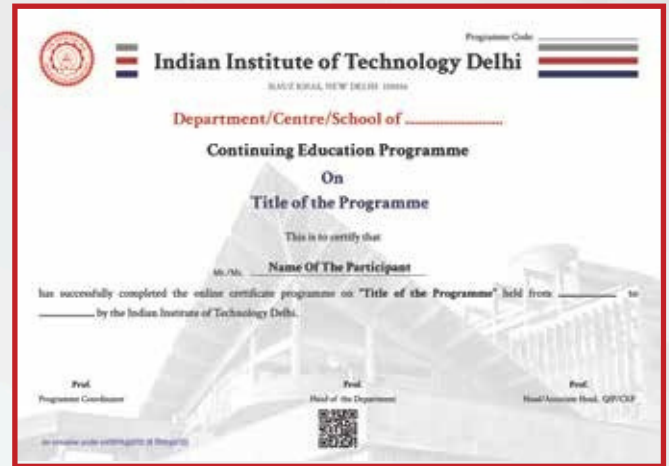 Programme Code:
Indian Institute of Technology Delhi
HAUZ KHAS, NEW DELHI- 110016
Department/Centre/School of
Continuing Education Programme
On
Title of the Programme
This is to certify that
Mr./Ms. Name Of The Participant
has successfully completed the online certificate programme on "Title of the Programme" held from to
by the Indian Institute of Technology Delhi.
Prof. Prof. Prof.
Programme Coordinator Head of the Department Head/Associate Head, QIP/CEP